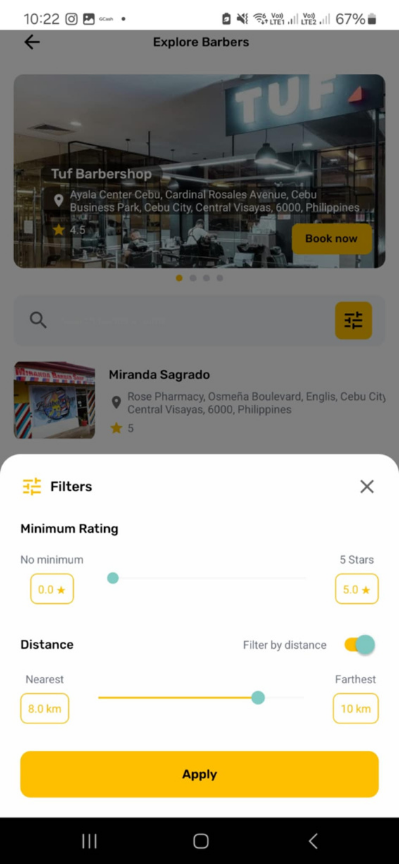 10:22 GCash LTE1 LTE2 67%
Explore Barbers
TUF
Tuf Barbershop
Ayala Center Cebu, Cardinal Rosales Avenue, Cebu
Business Park, Cebu City, Central Visayas, 6000, Philippines
4.5
Book now
Miranda Sagrado
Rose Pharmacy, Osmeña Boulevard, Englis, Cebu City
Central Visayas, 6000, Philippines
5
Filters
Minimum Rating
No minimum 5 Stars
0.0 ★ 5.0 ★
Distance Filter by distance
Nearest Farthest
8.0 km 10 km
Apply